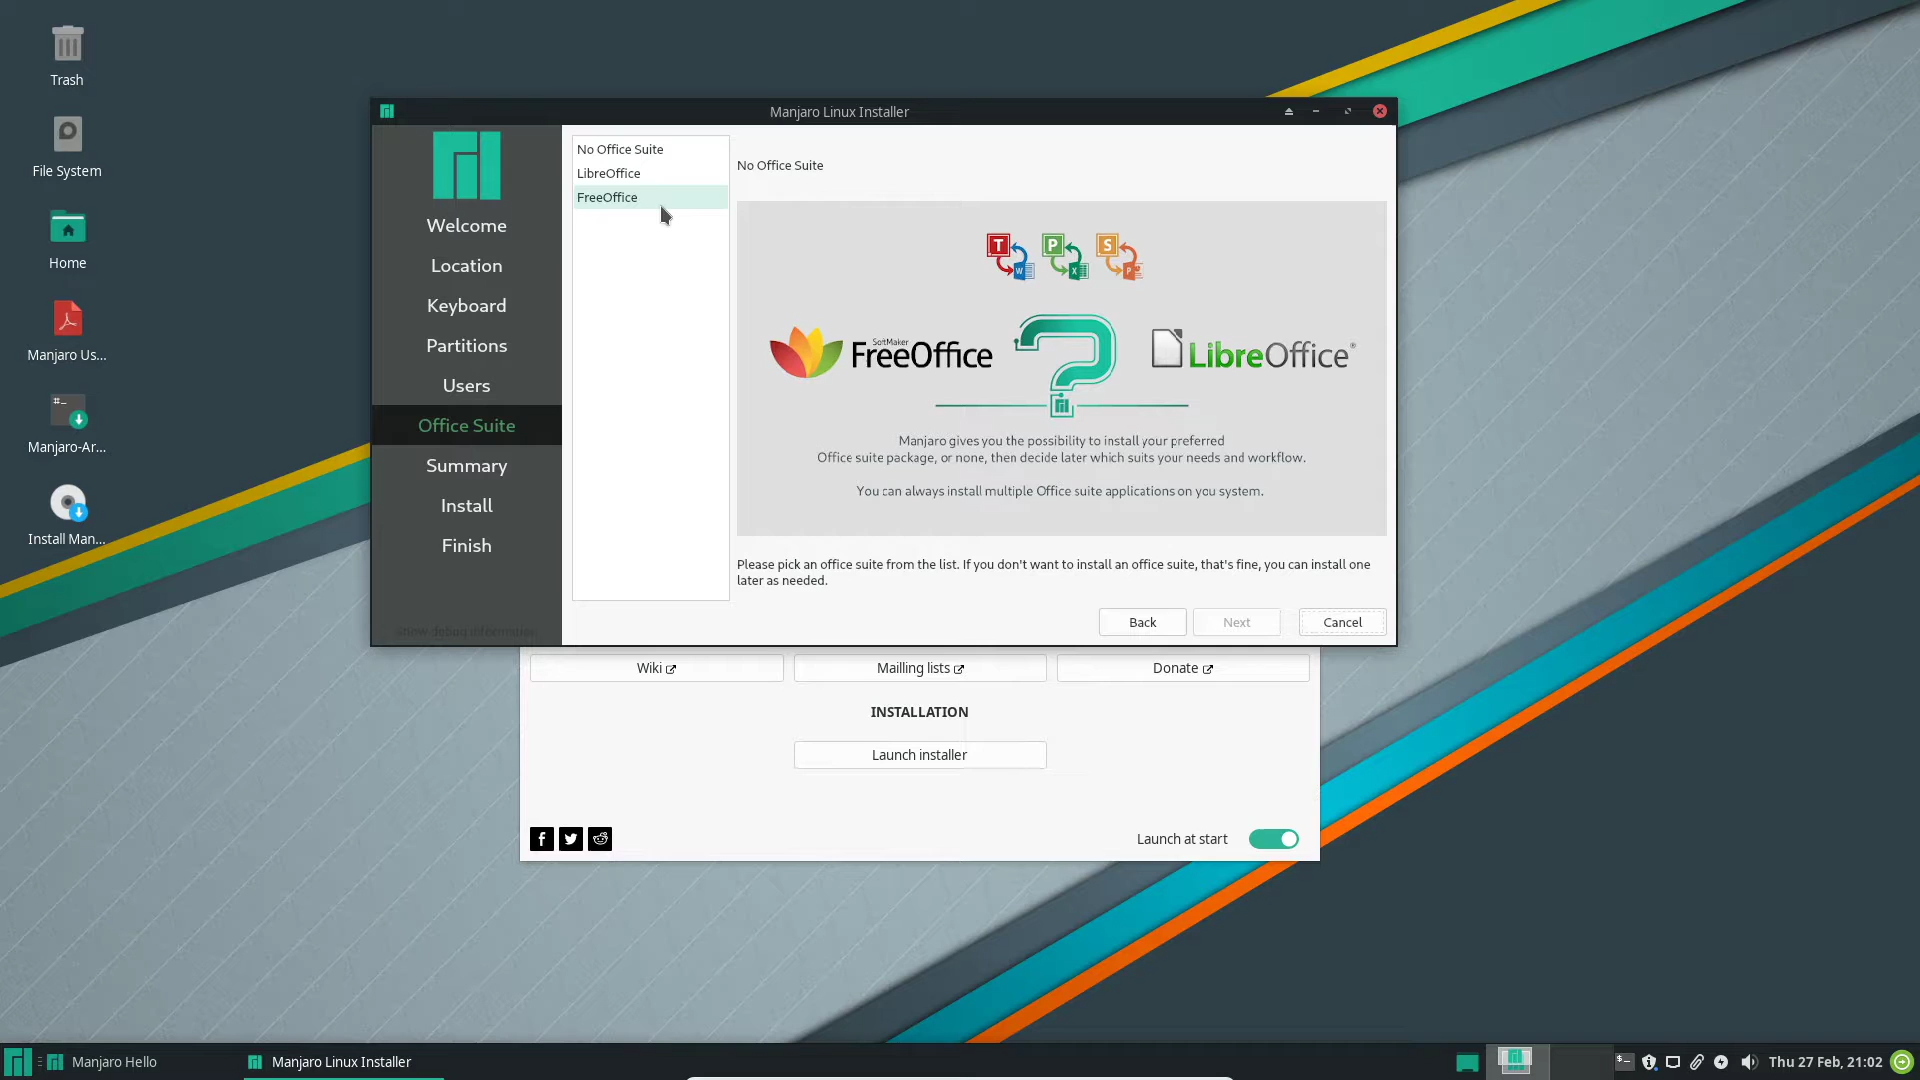 Trash
File System
Home
Manjaro Us...
Manjaro-Ar...
Install Man...
Manjaro Linux Installer
Welcome
Location
Keyboard
Partitions
Users
Office Suite
Summary
Install
Finish
Show debug information
No Office Suite
LibreOffice
FreeOffice
No Office Suite
T W P X S P
SoftMaker
FreeOffice
LibreOffice®
Manjaro gives you the possibility to install your preferred
Office suite package, or none, then decide later which suits your needs and workflow.
You can always install multiple Office suite applications on you system.
Please pick an office suite from the list. If you don't want to install an office suite, that's fine, you can install one
later as needed.
Back Next Cancel
Wiki Mailling lists Donate
INSTALLATION
Launch installer
Launch at start
Manjaro Hello Manjaro Linux Installer Thu 27 Feb, 21:02